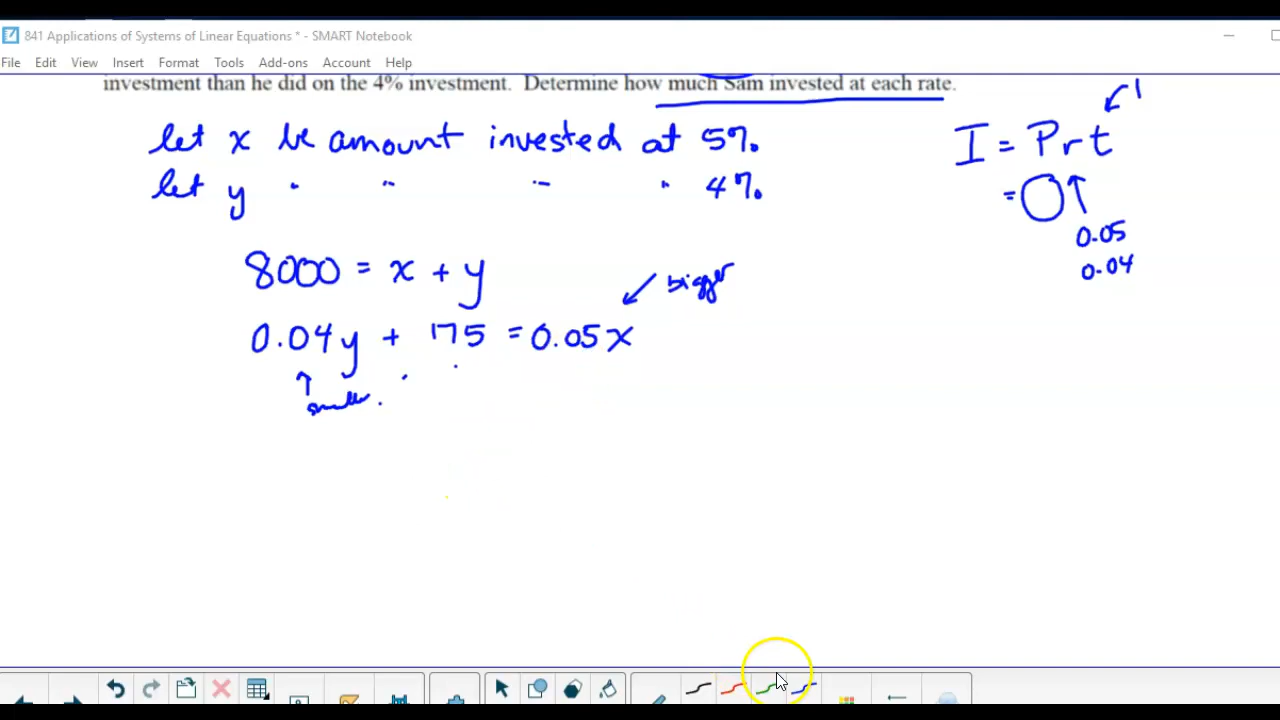 841 Applications of Systems of Linear Equations * - SMART Notebook
File Edit View Insert Format Tools Add-ons Account Help
investment than he did on the 4% investment. Determine how much Sam invested at each rate.
let x be amount invested at 5%.
let y " " " " 4%.
I = Prt
1
=
0.05
0.04
8000 = x + y
bigger
0.04y + 175 = 0.05x
smaller